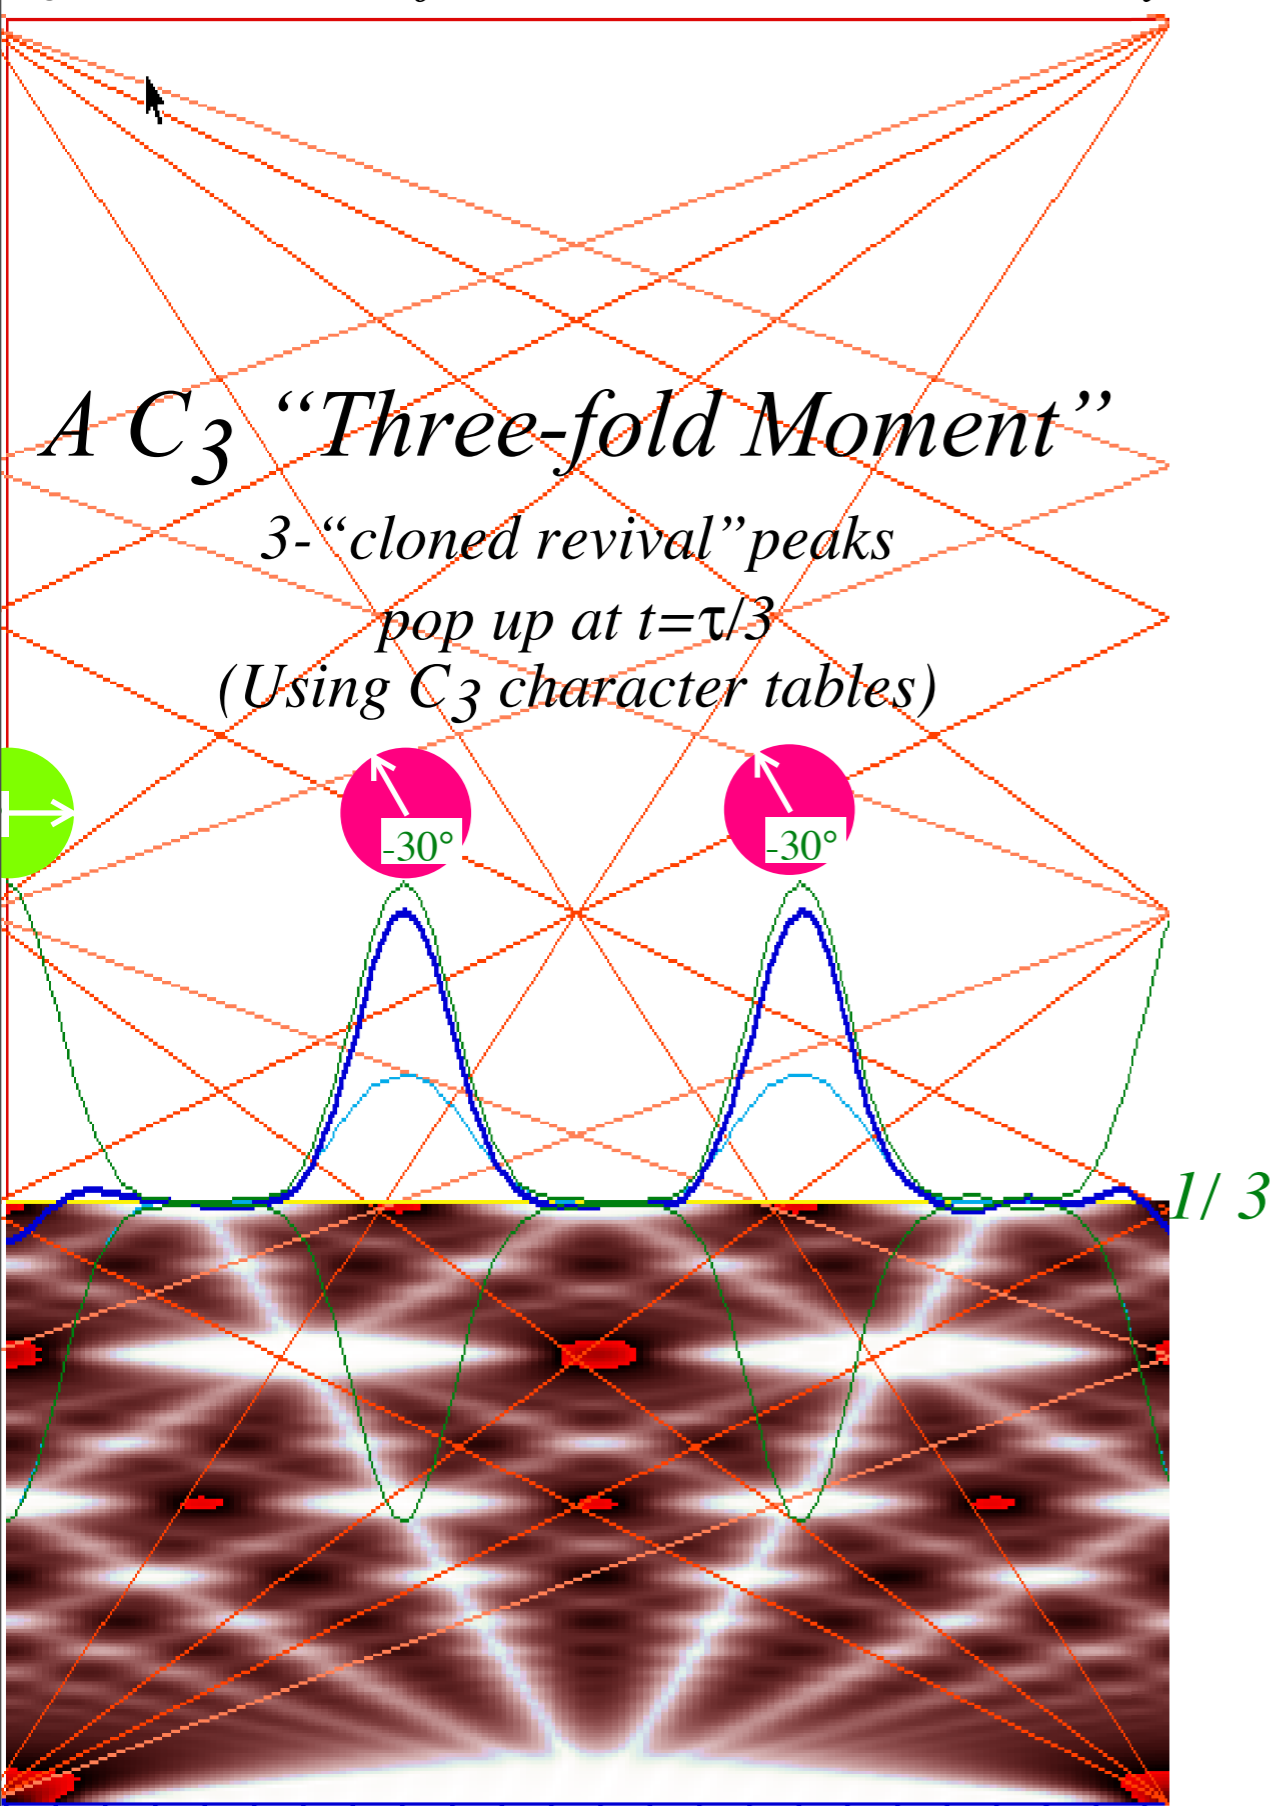 A C3 “Three-fold Moment”
3-“cloned revival” peaks
pop up at t=τ/3
(Using C3 character tables)
-30°
-30°
1/ 3